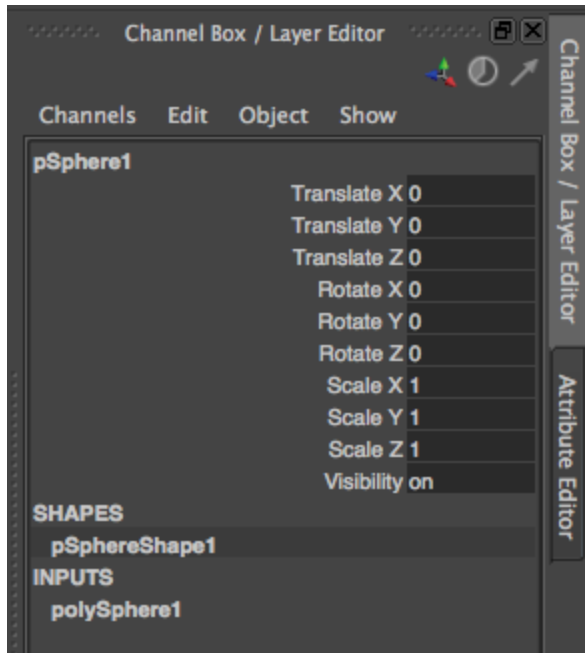 Channel Box / Layer Editor
Channels Edit Object Show
pSphere1
Translate X 0
Translate Y 0
Translate Z 0
Rotate X 0
Rotate Y 0
Rotate Z 0
Scale X 1
Scale Y 1
Scale Z 1
Visibility on
SHAPES
pSphereShape1
INPUTS
polySphere1
Channel Box / Layer Editor
Attribute Editor